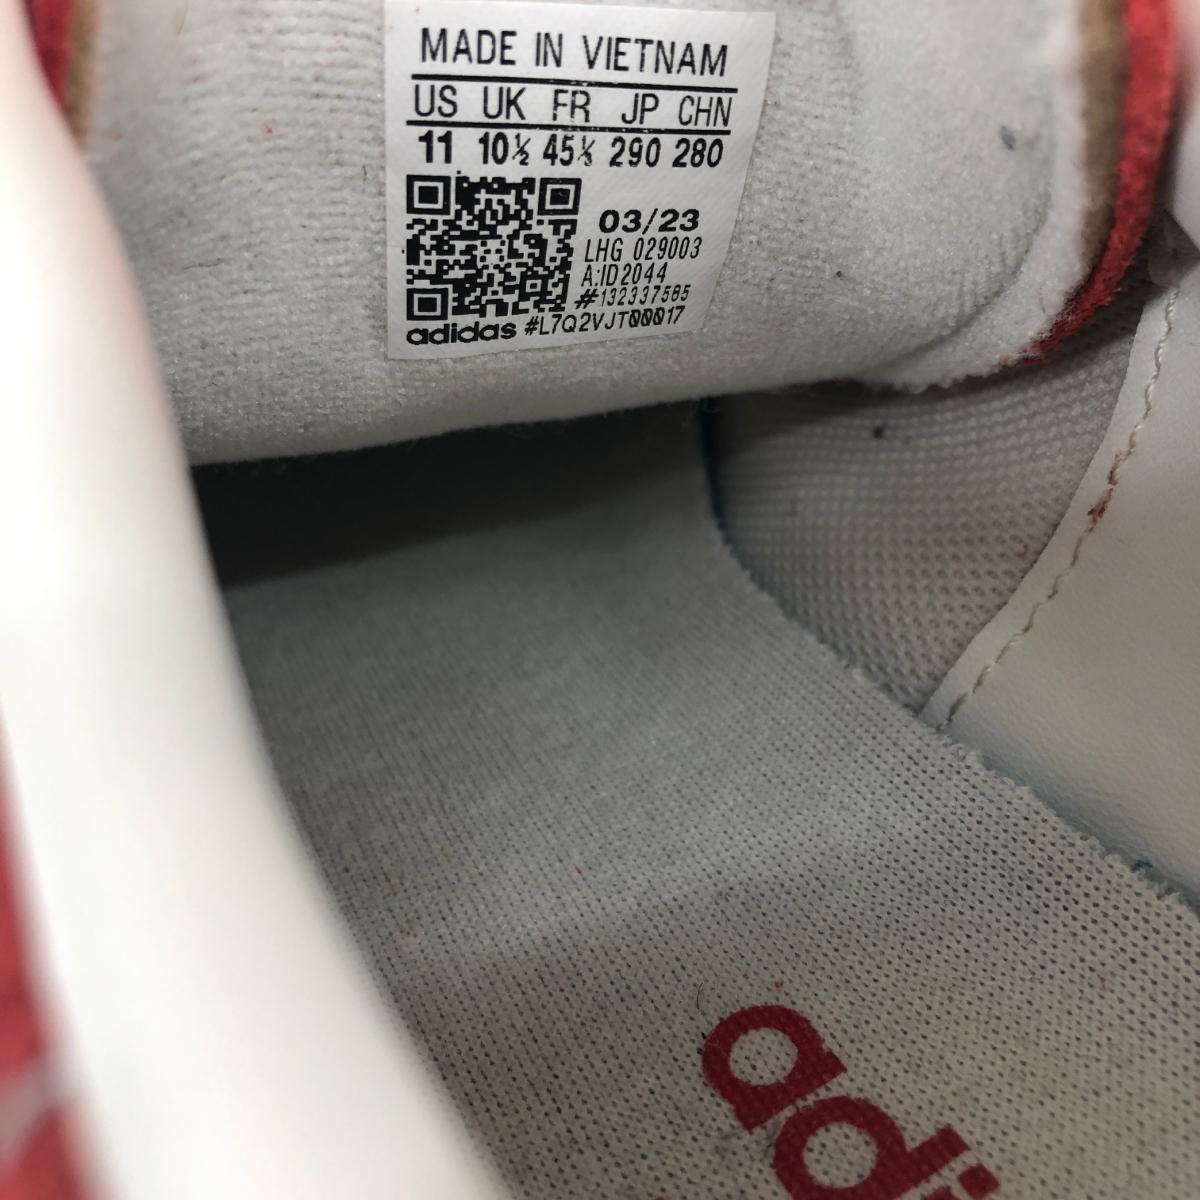 MADE IN VIETNAM
US UK FR JP CHN
11 10½ 45⅓ 290 280
03/23
LHG 029003
A:ID2044
#132337585
adidas #L7Q2VJT00017
adi